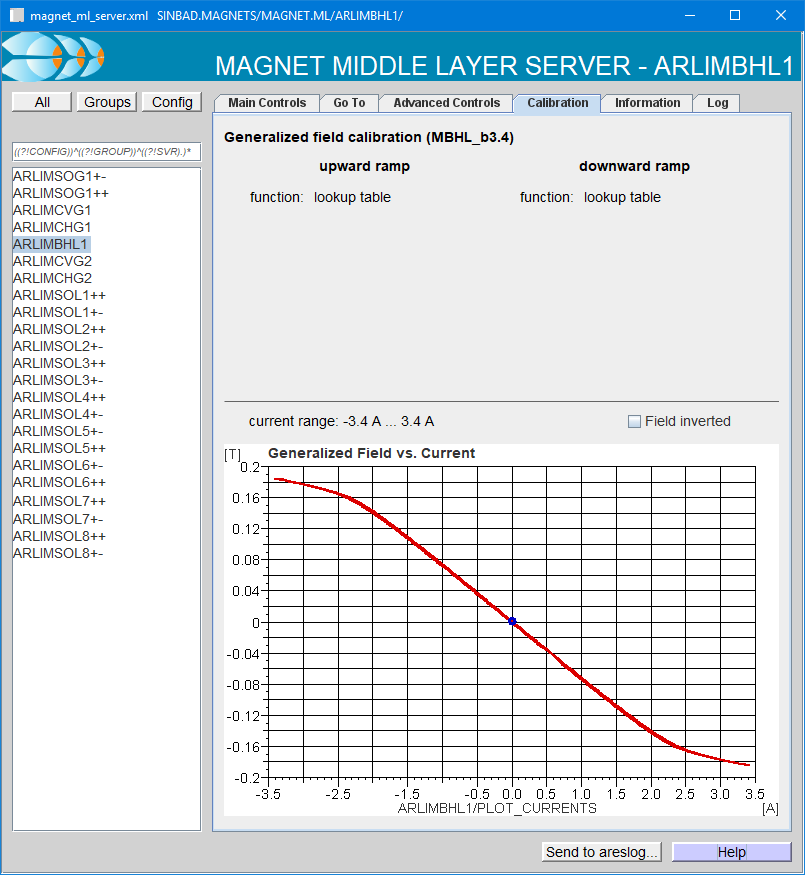 magnet_ml_server.xml SINBAD.MAGNETS/MAGNET.ML/ARLIMBHL1/
MAGNET MIDDLE LAYER SERVER - ARLIMBHL1
All Groups Config
Main Controls Go To Advanced Controls Calibration Information Log
((?!CONFIG))^((?!GROUP))^((?!SVR).)*
ARLIMSOG1+-
ARLIMSOG1++
ARLIMCVG1
ARLIMCHG1
ARLIMBHL1
ARLIMCVG2
ARLIMCHG2
ARLIMSOL1++
ARLIMSOL1+-
ARLIMSOL2++
ARLIMSOL2+-
ARLIMSOL3++
ARLIMSOL3+-
ARLIMSOL4++
ARLIMSOL4+-
ARLIMSOL5+-
ARLIMSOL5++
ARLIMSOL6+-
ARLIMSOL6++
ARLIMSOL7++
ARLIMSOL7+-
ARLIMSOL8++
ARLIMSOL8+-
Generalized field calibration (MBHL_b3.4)
upward ramp downward ramp
function: lookup table function: lookup table
current range: -3.4 A ... 3.4 A Field inverted
[T] Generalized Field vs. Current
0.2
0.16
0.12
0.08
0.04
0
-0.04
-0.08
-0.12
-0.16
-0.2
-3.5 -2.5 -1.5 -0.5 0.0 0.5 1.0 1.5 2.0 2.5 3.0 3.5
ARLIMBHL1/PLOT_CURRENTS [A]
Send to areslog... Help